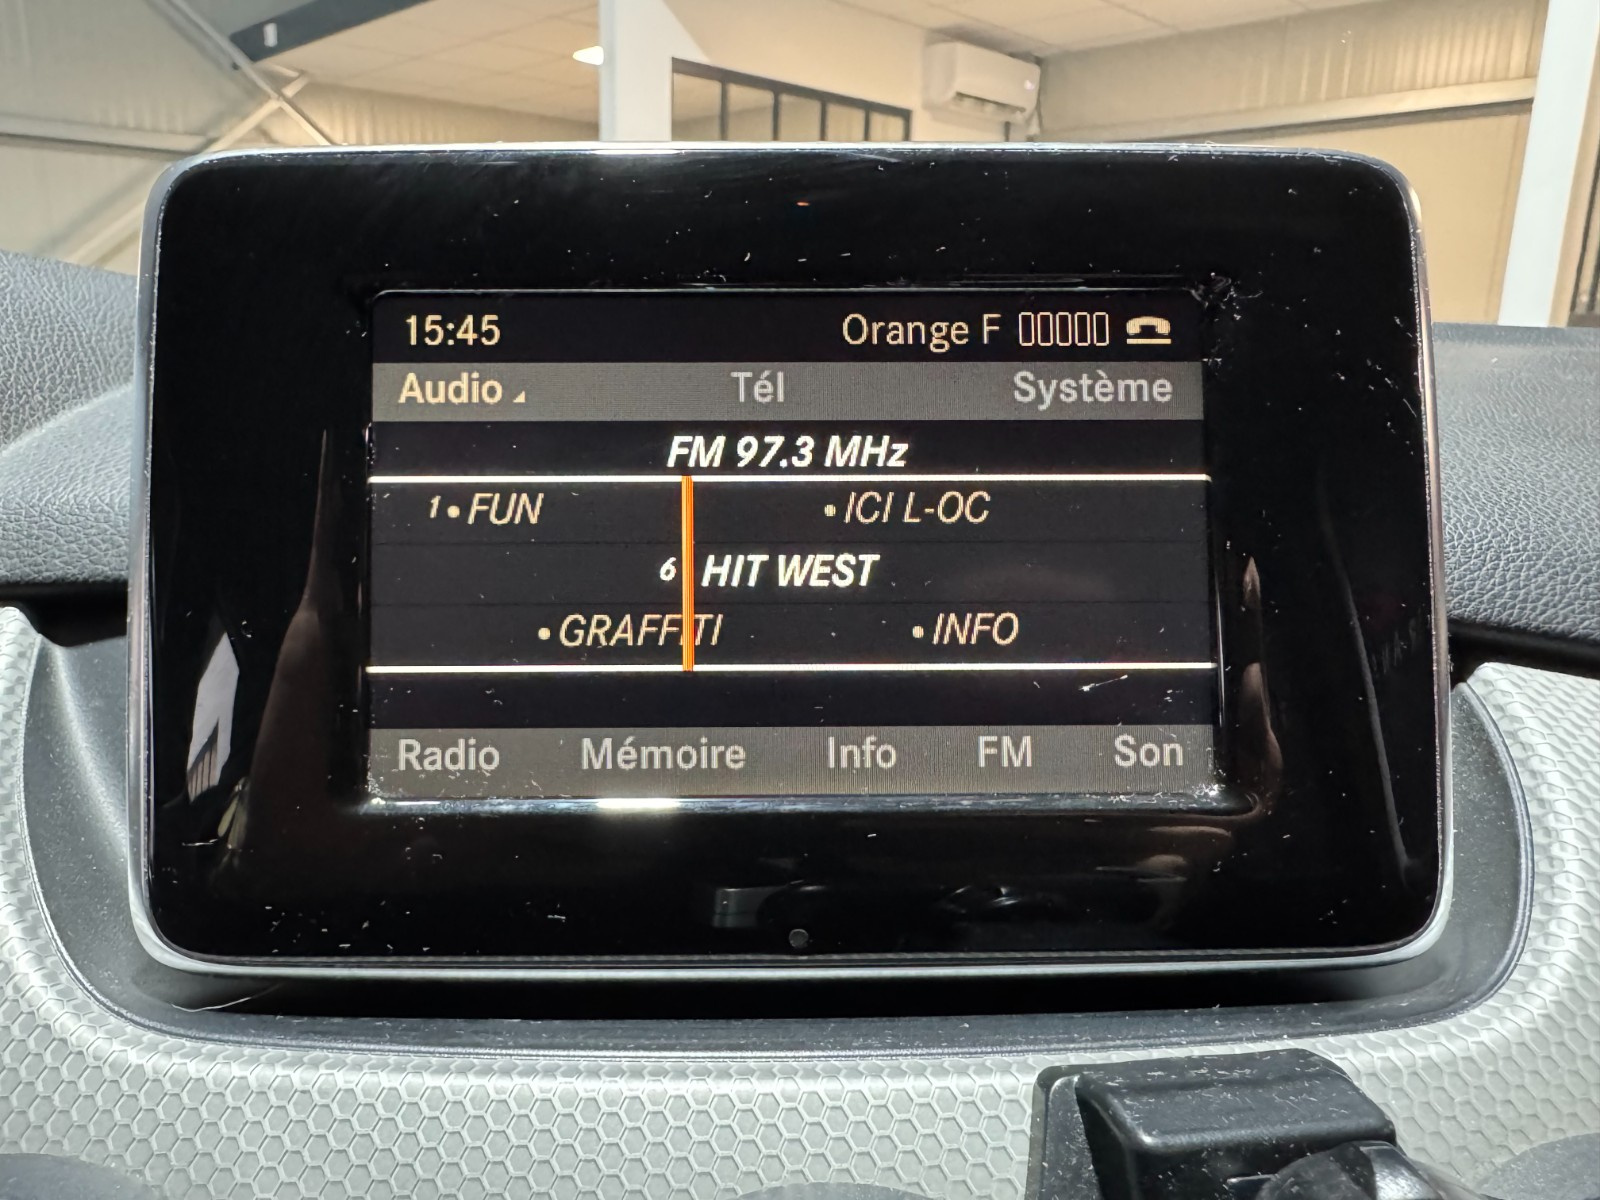 15:45 Orange F
Audio Tél Système
FM 97.3 MHz
1 • FUN • ICI L-OC
6 HIT WEST
• GRAFFITI • INFO
Radio Mémoire Info FM Son